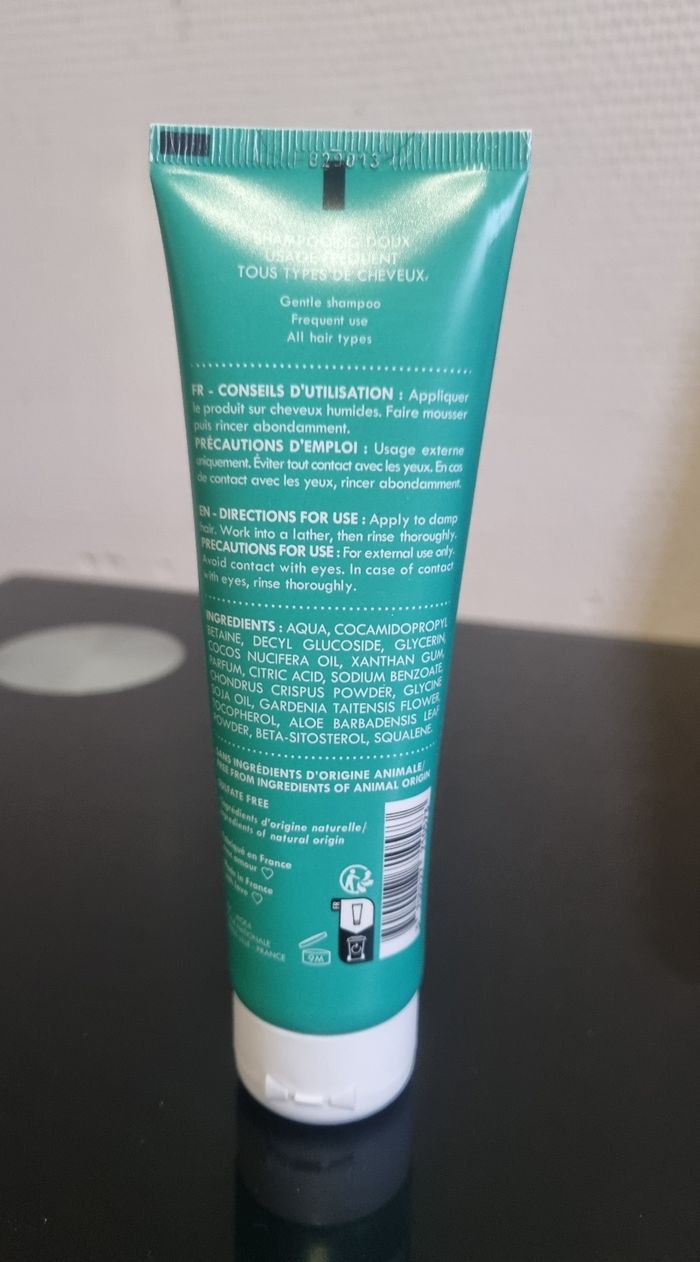 823013
SHAMPOOING DOUX
USAGE FRÉQUENT
TOUS TYPES DE CHEVEUX.
Gentle shampoo
Frequent use
All hair types
FR - CONSEILS D'UTILISATION : Appliquer
le produit sur cheveux humides. Faire mousser
puis rincer abondamment.
PRÉCAUTIONS D'EMPLOI : Usage externe
uniquement. Éviter tout contact avec les yeux. En cas
de contact avec les yeux, rincer abondamment.
EN - DIRECTIONS FOR USE : Apply to damp
hair. Work into a lather, then rinse thoroughly.
PRECAUTIONS FOR USE : For external use only.
Avoid contact with eyes. In case of contact
with eyes, rinse thoroughly.
INGREDIENTS : AQUA, COCAMIDOPROPYL
BETAINE, DECYL GLUCOSIDE, GLYCERIN,
COCOS NUCIFERA OIL, XANTHAN GUM,
PARFUM, CITRIC ACID, SODIUM BENZOATE,
CHONDRUS CRISPUS POWDER, GLYCINE
SOJA OIL, GARDENIA TAITENSIS FLOWER,
TOCOPHEROL, ALOE BARBADENSIS LEAF
POWDER, BETA-SITOSTEROL, SQUALENE.
SANS INGRÉDIENTS D'ORIGINE ANIMALE/
FREE FROM INGREDIENTS OF ANIMAL ORIGIN
SULFATE FREE
ingrédients d'origine naturelle/
ingredients of natural origin
Fabriqué en France
avec amour
Made in France
with love
FR
9M
FRANCE